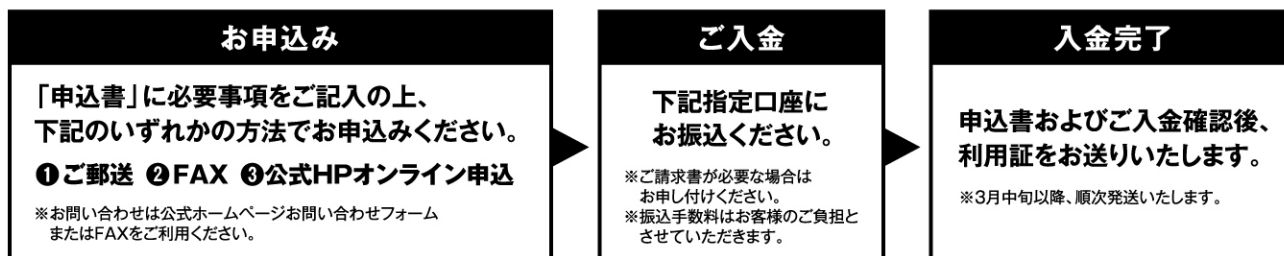 お申込み
「申込書」に必要事項をご記入の上、
下記のいずれかの方法でお申込みください。
❶ご郵送 ❷FAX ❸公式HPオンライン申込
※お問い合わせは公式ホームページお問い合わせフォーム
またはFAXをご利用ください。
ご入金
下記指定口座に
お振込ください。
※ご請求書が必要な場合は
お申し付けください。
※振込手数料はお客様のご負担と
させていただきます。
入金完了
申込書およびご入金確認後、
利用証をお送りいたします。
※3月中旬以降、順次発送いたします。